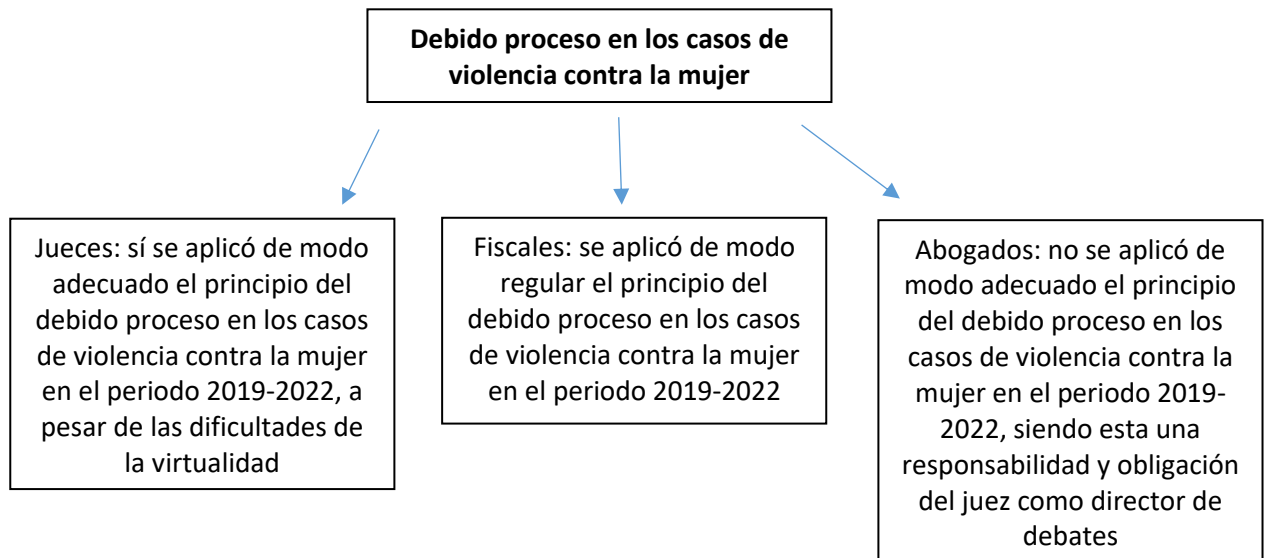 Debido proceso en los casos de
violencia contra la mujer
Jueces: sí se aplicó de modo
adecuado el principio del
debido proceso en los casos
de violencia contra la mujer
en el periodo 2019-2022, a
pesar de las dificultades de
la virtualidad
Fiscales: se aplicó de modo
regular el principio del
debido proceso en los casos
de violencia contra la mujer
en el periodo 2019-2022
Abogados: no se aplicó de
modo adecuado el principio
del debido proceso en los
casos de violencia contra la
mujer en el periodo 2019-
2022, siendo esta una
responsabilidad y obligación
del juez como director de
debates